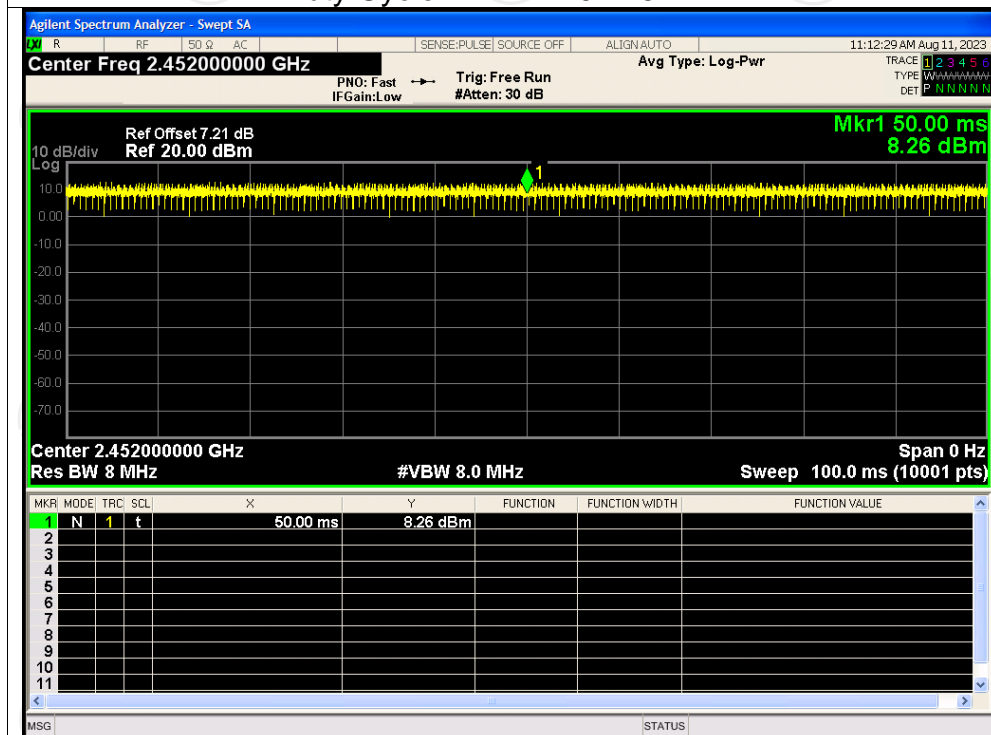 Agilent Spectrum Analyzer - Swept SA
LXI R RF 50 Ω AC SENSE:PULSE SOURCE OFF ALIGN AUTO 11:12:29 AM Aug 11, 2023
Center Freq 2.452000000 GHz
PNO: Fast
IFGain:Low
Trig: Free Run
#Atten: 30 dB
Avg Type: Log-Pwr
TRACE 1 2 3 4 5 6
TYPE
DET P N N N N N
Mkr1 50.00 ms
8.26 dBm
Ref Offset 7.21 dB
10 dB/div Ref 20.00 dBm
Log
1
10.0
0.00
-10.0
-20.0
-30.0
-40.0
-50.0
-60.0
-70.0
Center 2.452000000 GHz Span 0 Hz
Res BW 8 MHz #VBW 8.0 MHz Sweep 100.0 ms (10001 pts)
MKR MODE TRC SCL X Y FUNCTION FUNCTION WIDTH FUNCTION VALUE
1 N 1 t 50.00 ms 8.26 dBm
2
3
4
5
6
7
8
9
10
11
MSG STATUS